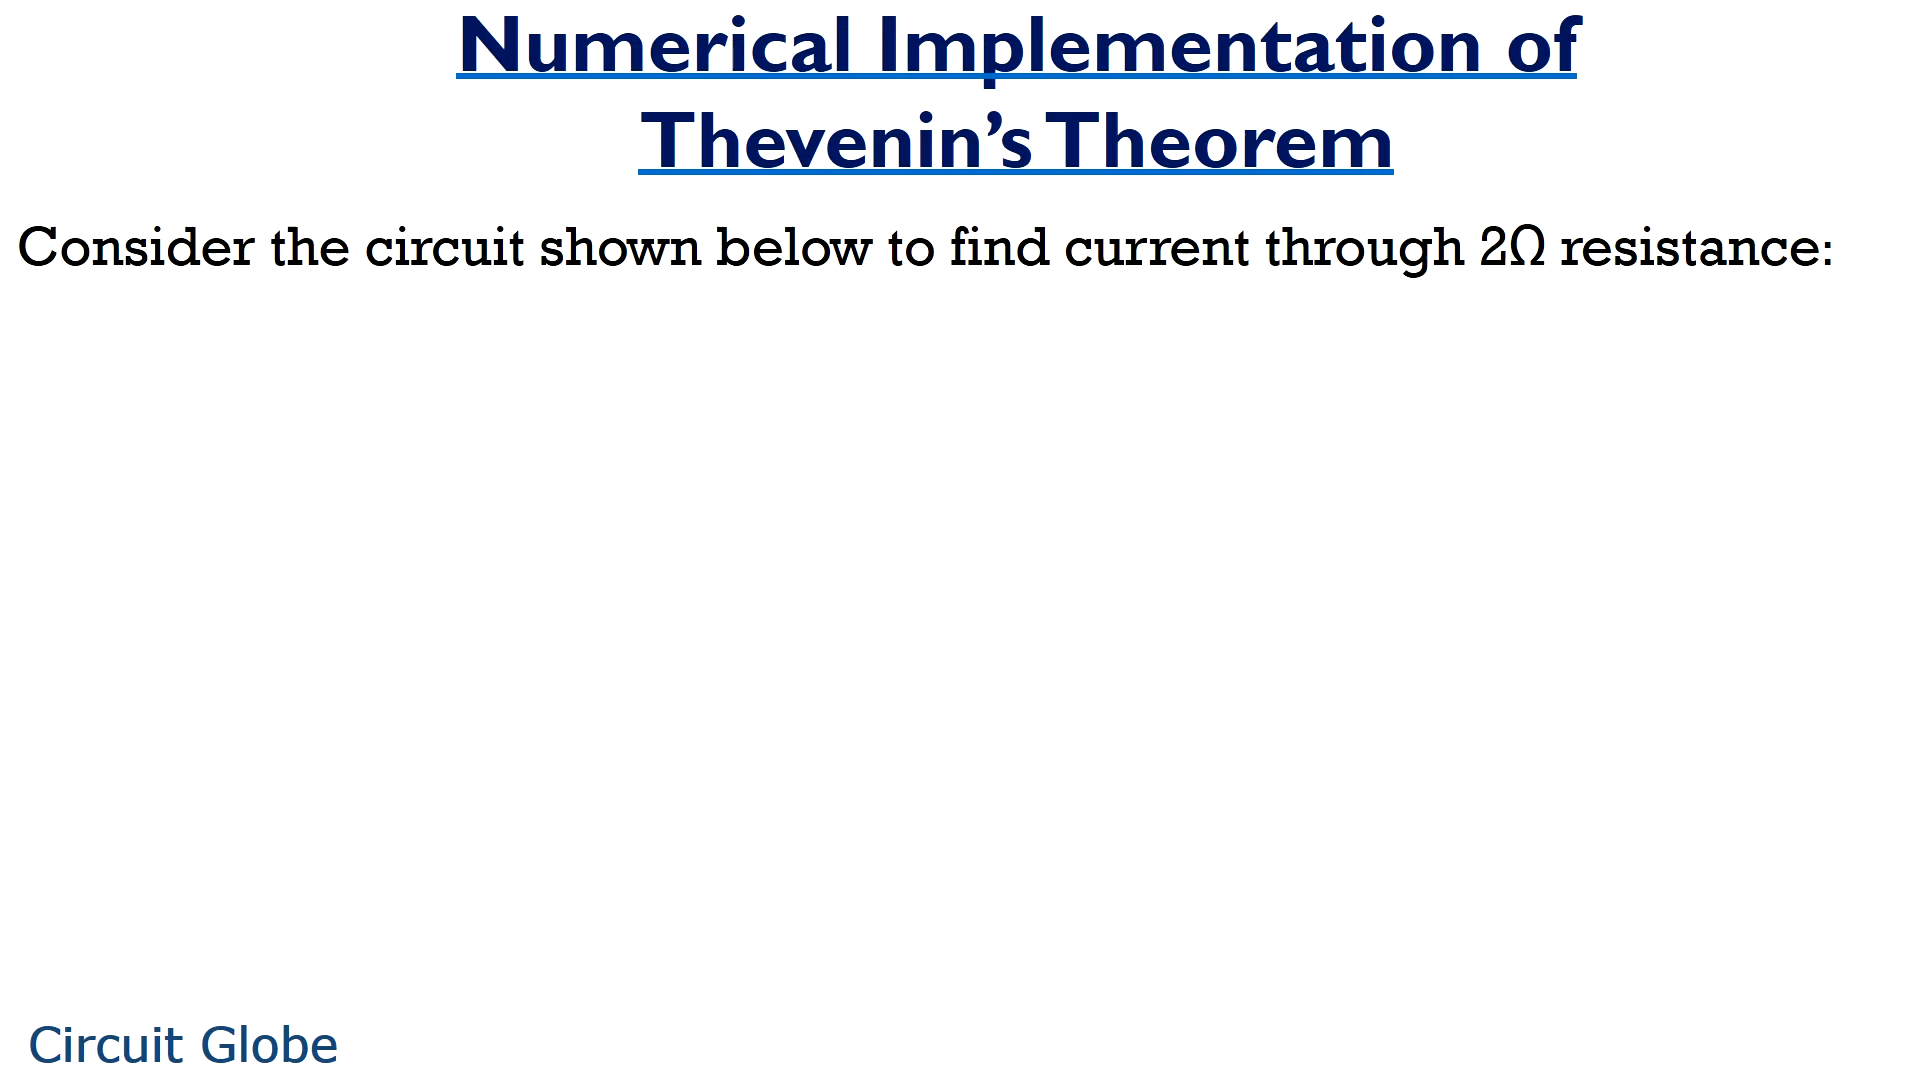 Numerical Implementation of
Thevenin’s Theorem
Consider the circuit shown below to find current through 2Ω resistance:
Circuit Globe